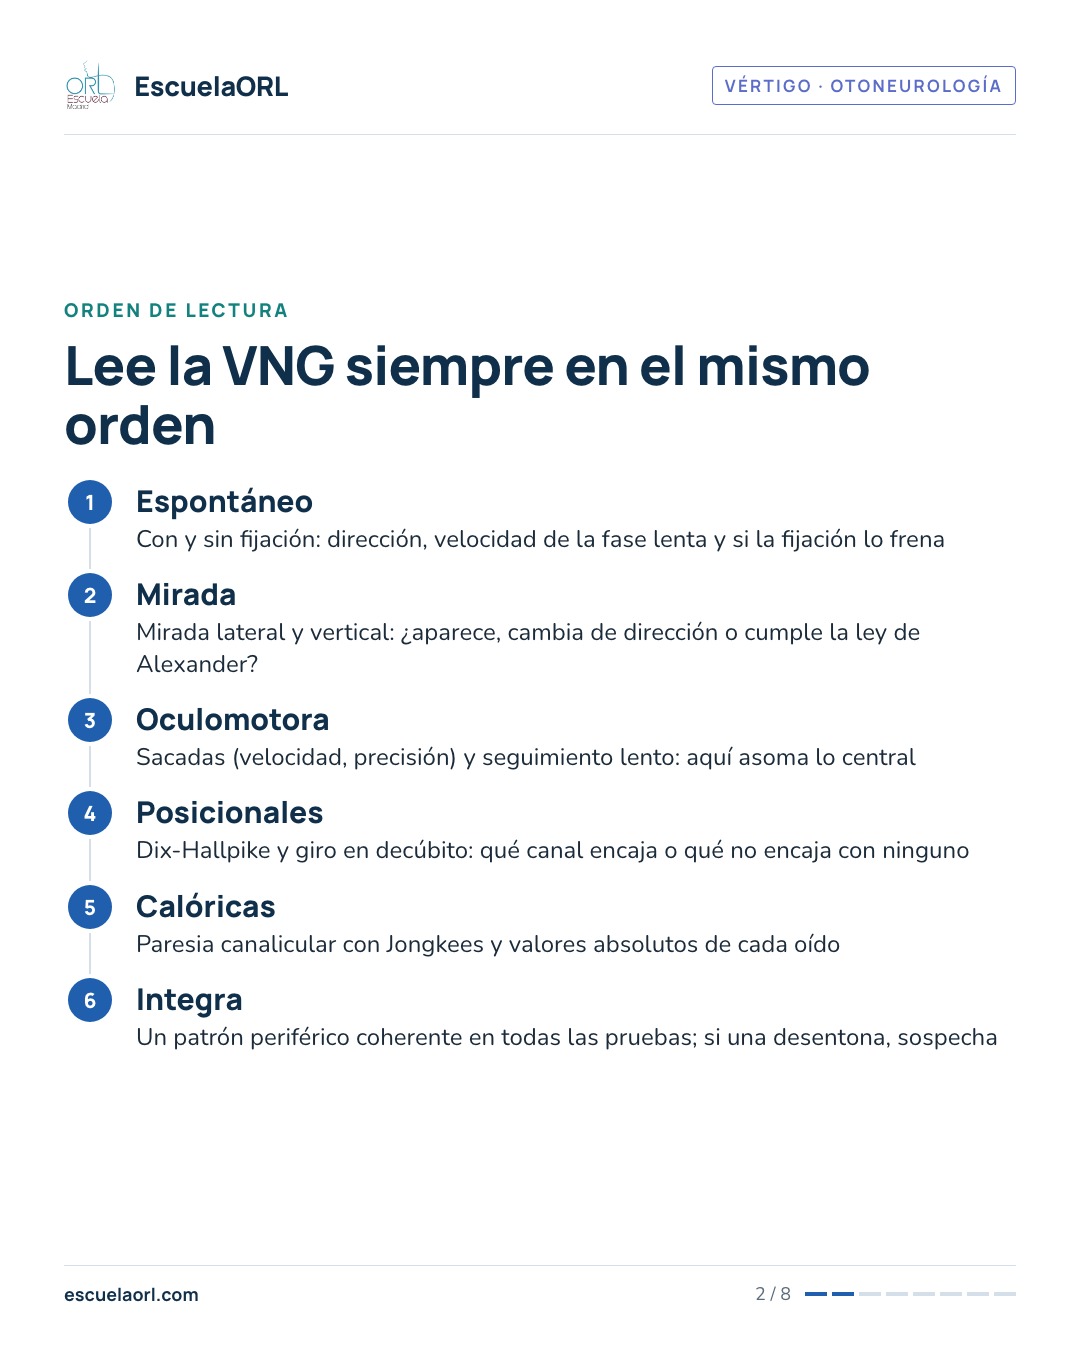 ORL
Escuela
Madrid
EscuelaORL
VÉRTIGO · OTONEUROLOGÍA
ORDEN DE LECTURA
Lee la VNG siempre en el mismo
orden
1
Espontáneo
Con y sin fijación: dirección, velocidad de la fase lenta y si la fijación lo frena
2
Mirada
Mirada lateral y vertical: ¿aparece, cambia de dirección o cumple la ley de
Alexander?
3
Oculomotora
Sacadas (velocidad, precisión) y seguimiento lento: aquí asoma lo central
4
Posicionales
Dix-Hallpike y giro en decúbito: qué canal encaja o qué no encaja con ninguno
5
Calóricas
Paresia canalicular con Jongkees y valores absolutos de cada oído
6
Integra
Un patrón periférico coherente en todas las pruebas; si una desentona, sospecha
escuelaorl.com
2 / 8